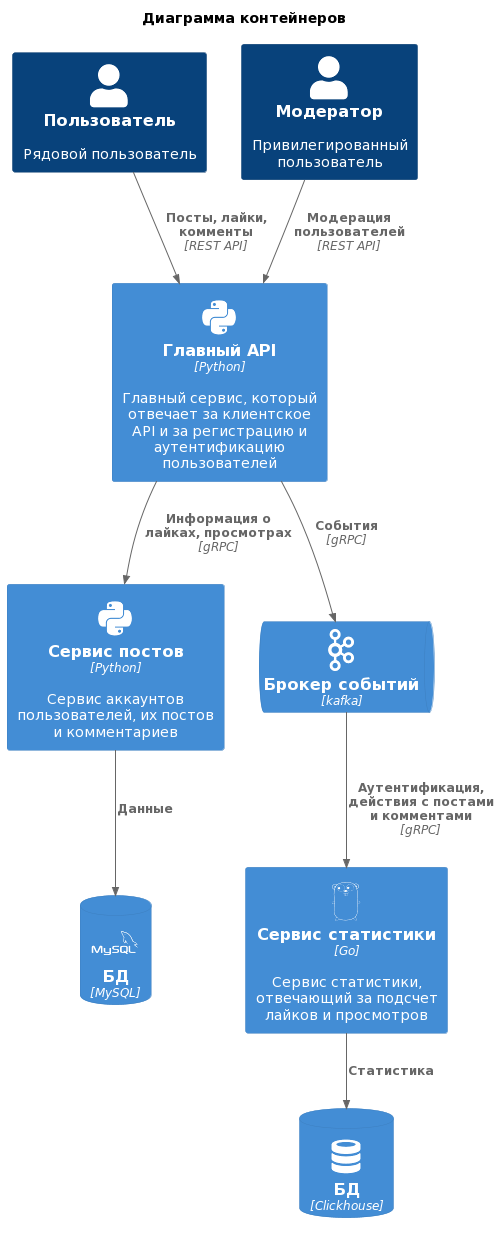 Диаграмма контейнеров
Пользователь
Рядовой пользователь
Модератор
Привилегированный
пользователь
Посты, лайки,
комменты
[REST API]
Модерация
пользователей
[REST API]
Главный API
[Python]
Главный сервис, который
отвечает за клиентское
API и за регистрацию и
аутентификацию
пользователей
Информация о
лайках, просмотрах
[gRPC]
События
[gRPC]
Сервис постов
[Python]
Сервис аккаунтов
пользователей, их постов
и комментариев
Брокер событий
[kafka]
Данные
Аутентификация,
действия с постами
и комментами
[gRPC]
MySQL
БД
[MySQL]
Сервис статистики
[Go]
Сервис статистики,
отвечающий за подсчет
лайков и просмотров
Статистика
БД
[Clickhouse]